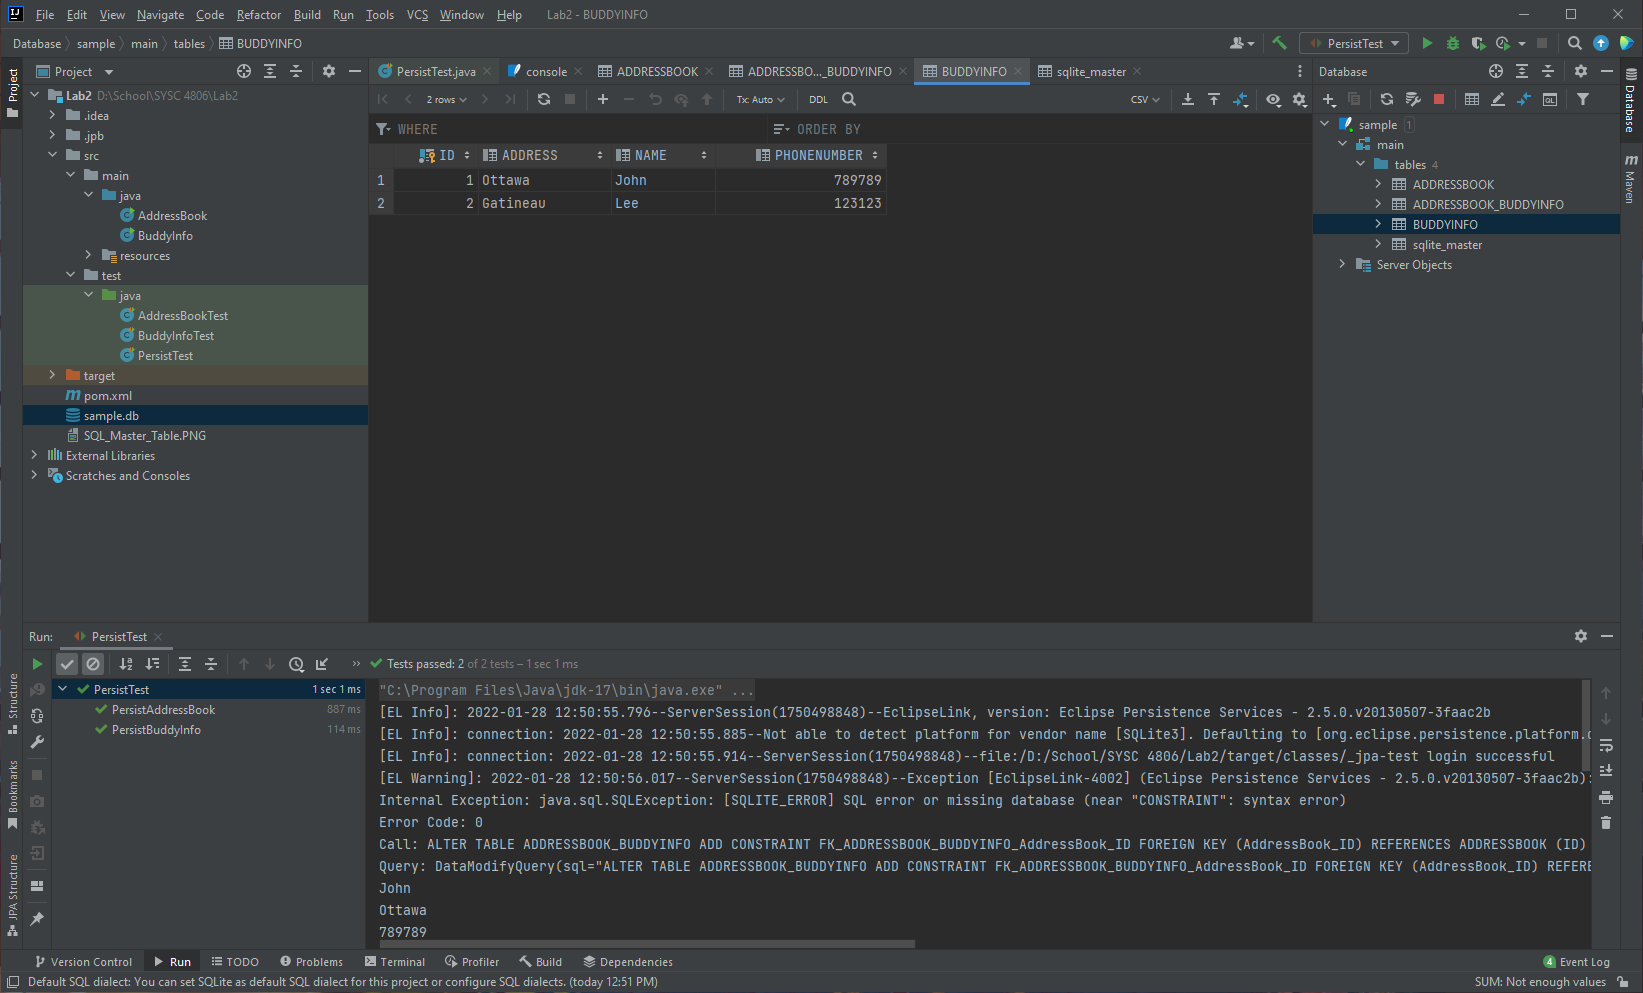 File Edit View Navigate Code Refactor Build Run Tools VCS Window Help Lab2 - BUDDYINFO
Database sample main tables BUDDYINFO
PersistTest
Project
PersistTest.java console ADDRESSBOOK ADDRESSBO..._BUDDYINFO BUDDYINFO sqlite_master
Database
2 rows Tx: Auto DDL CSV
WHERE ORDER BY
ID ADDRESS NAME PHONENUMBER
1 1 Ottawa John 789789
2 2 Gatineau Lee 123123
Project
Lab2 D:\School\SYSC 4806\Lab2
.idea
.jpb
src
main
java
AddressBook
BuddyInfo
resources
test
java
AddressBookTest
BuddyInfoTest
PersistTest
target
pom.xml
sample.db
SQL_Master_Table.PNG
External Libraries
Scratches and Consoles
sample 1
main
tables 4
ADDRESSBOOK
ADDRESSBOOK_BUDDYINFO
BUDDYINFO
sqlite_master
Server Objects
Database
Maven
Run: PersistTest
Tests passed: 2 of 2 tests – 1 sec 1 ms
PersistTest 1 sec 1 ms
PersistAddressBook 887 ms
PersistBuddyInfo 114 ms
"C:\Program Files\Java\jdk-17\bin\java.exe" ...
[EL Info]: 2022-01-28 12:50:55.796--ServerSession(1750498848)--EclipseLink, version: Eclipse Persistence Services - 2.5.0.v20130507-3faac2b
[EL Info]: connection: 2022-01-28 12:50:55.885--Not able to detect platform for vendor name [SQLite3]. Defaulting to [org.eclipse.persistence.platform.d
[EL Info]: connection: 2022-01-28 12:50:55.914--ServerSession(1750498848)--file:/D:/School/SYSC 4806/Lab2/target/classes/_jpa-test login successful
[EL Warning]: 2022-01-28 12:50:56.017--ServerSession(1750498848)--Exception [EclipseLink-4002] (Eclipse Persistence Services - 2.5.0.v20130507-3faac2b):
Internal Exception: java.sql.SQLException: [SQLITE_ERROR] SQL error or missing database (near "CONSTRAINT": syntax error)
Error Code: 0
Call: ALTER TABLE ADDRESSBOOK_BUDDYINFO ADD CONSTRAINT FK_ADDRESSBOOK_BUDDYINFO_AddressBook_ID FOREIGN KEY (AddressBook_ID) REFERENCES ADDRESSBOOK (ID)
Query: DataModifyQuery(sql="ALTER TABLE ADDRESSBOOK_BUDDYINFO ADD CONSTRAINT FK_ADDRESSBOOK_BUDDYINFO_AddressBook_ID FOREIGN KEY (AddressBook_ID) REFERE
John
Ottawa
789789
Structure
Bookmarks
JPA Structure
Version Control Run TODO Problems Terminal Profiler Build Dependencies 4 Event Log
Default SQL dialect: You can set SQLite as default SQL dialect for this project or configure SQL dialects. (today 12:51 PM) SUM: Not enough values